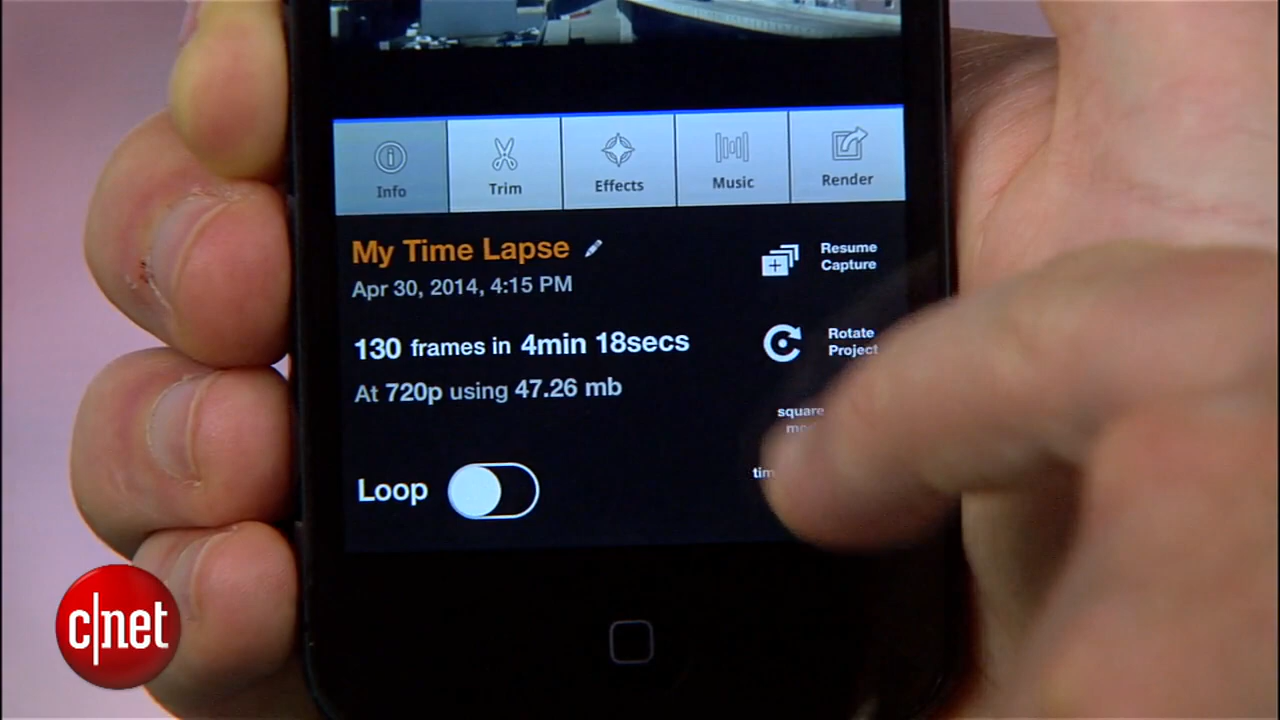 Info
Trim
Effects
Music
Render
My Time Lapse
Apr 30, 2014, 4:15 PM
130 frames in 4min 18secs
At 720p using 47.26 mb
Loop
Resume
Capture
Rotate
Project
square
c|net